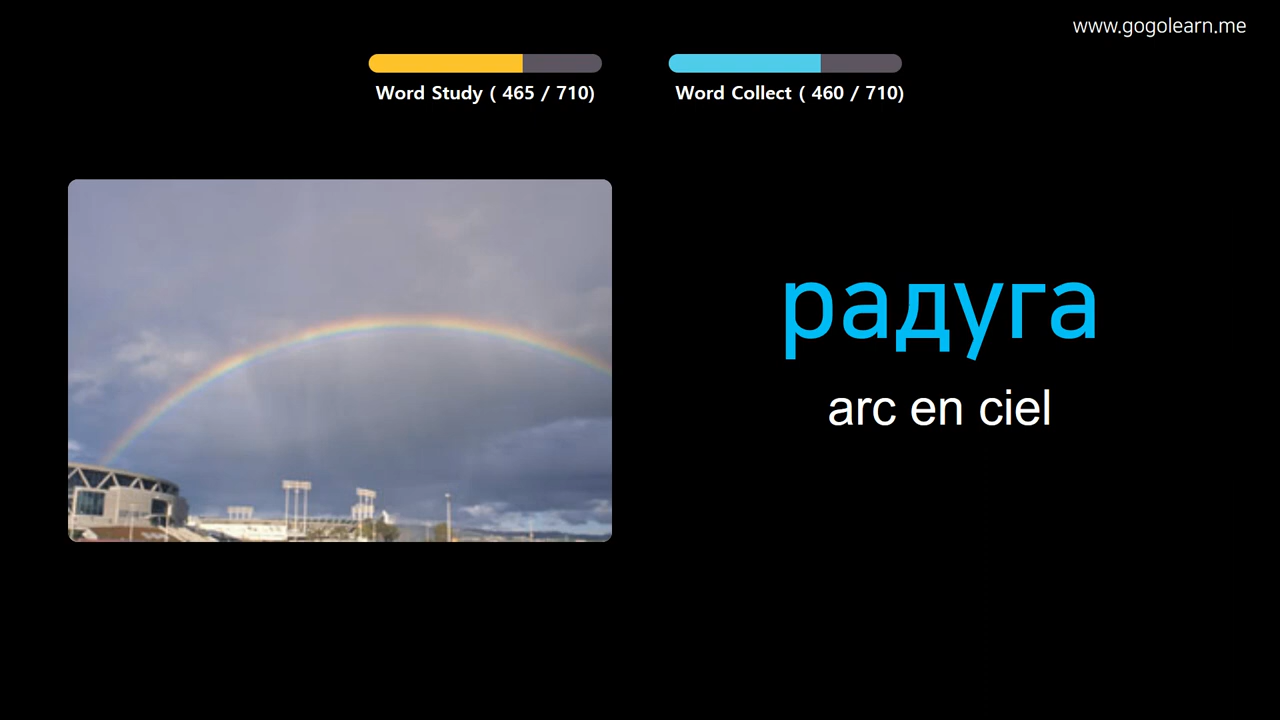 www.gogolearn.me
Word Study ( 465 / 710)
Word Collect ( 460 / 710)
радуга
arc en ciel